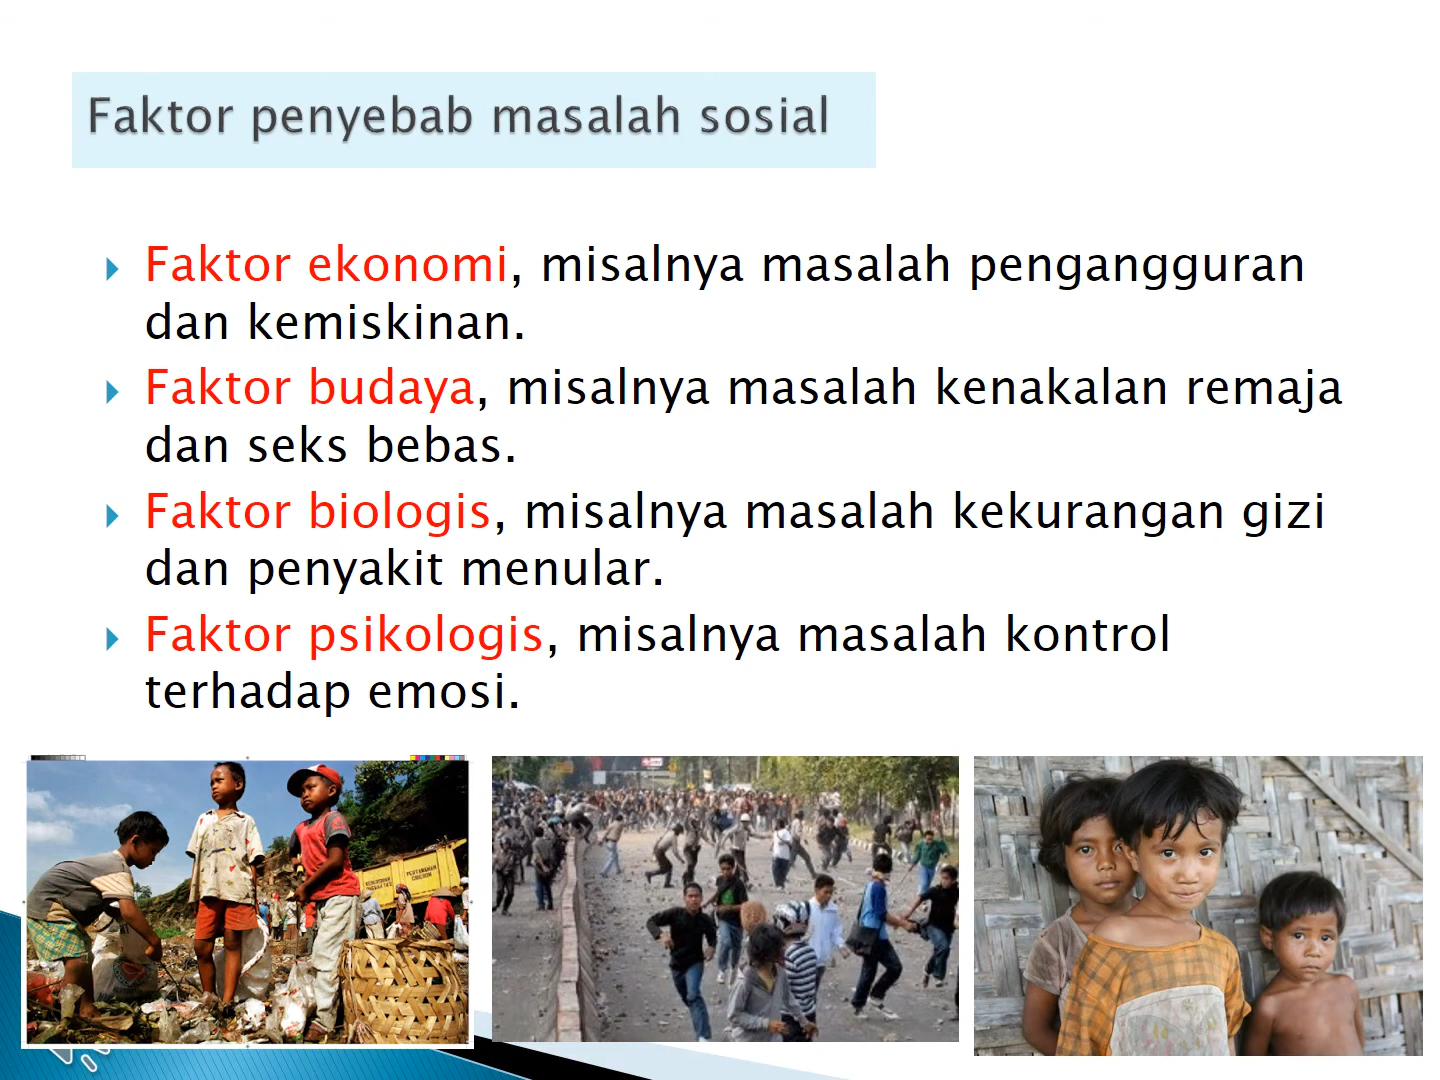 Faktor penyebab masalah sosial
Faktor ekonomi, misalnya masalah pengangguran
dan kemiskinan.
Faktor budaya, misalnya masalah kenakalan remaja
dan seks bebas.
Faktor biologis, misalnya masalah kekurangan gizi
dan penyakit menular.
Faktor psikologis, misalnya masalah kontrol
terhadap emosi.